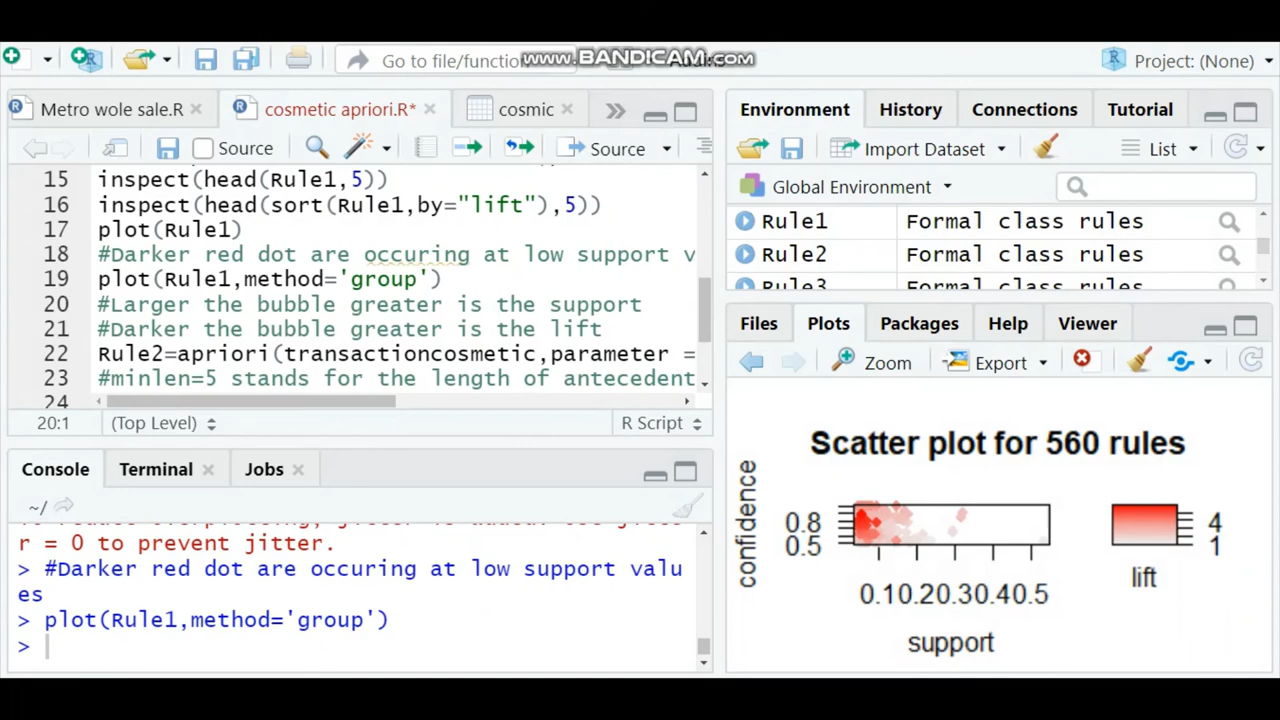 Go to file/function
www.BANDICAM.com
Project: (None)
Metro wole sale.R
cosmetic apriori.R*
cosmic
Source
Source
15 inspect(head(Rule1,5))
16 inspect(head(sort(Rule1,by="lift"),5))
17 plot(Rule1)
18 #Darker red dot are occuring at low support v
19 plot(Rule1,method='group')
20 #Larger the bubble greater is the support
21 #Darker the bubble greater is the lift
22 Rule2=apriori(transactioncosmetic,parameter =
23 #minlen=5 stands for the length of antecedent
24
20:1 (Top Level) R Script
Console Terminal Jobs
~/
r = 0 to prevent jitter.
> #Darker red dot are occuring at low support valu
es
> plot(Rule1,method='group')
>
Environment History Connections Tutorial
Import Dataset List
Global Environment
Rule1 Formal class rules
Rule2 Formal class rules
Rule3 Formal class rules
Files Plots Packages Help Viewer
Zoom Export
Scatter plot for 560 rules
confidence
0.8
0.5
0.10.20.30.40.5
support
4
1
lift